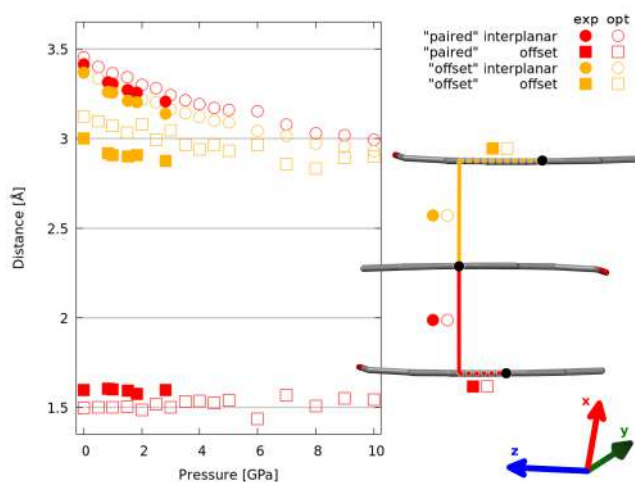 exp opt
"paired" interplanar
"paired" offset
"offset" interplanar
"offset" offset
3.5
3
2.5
2
1.5
Distance [Å]
0 2 4 6 8 10
Pressure [GPa]
x
y
z